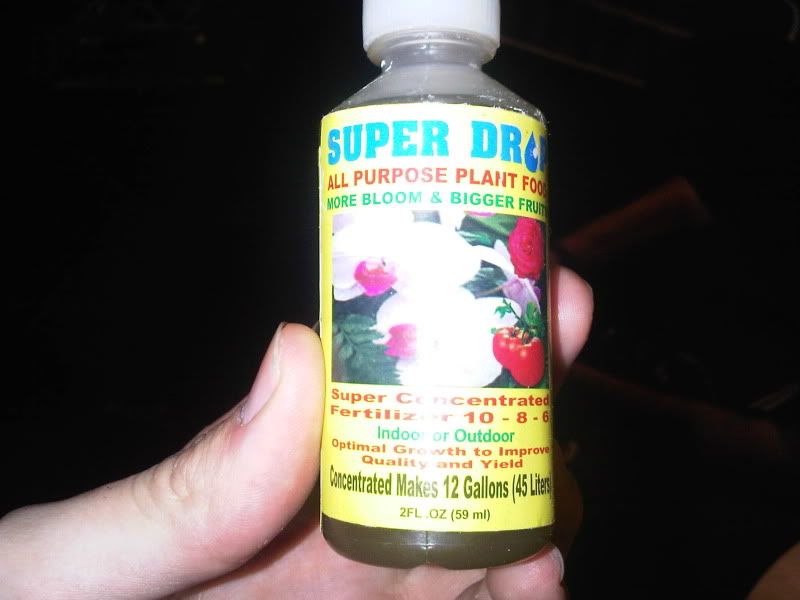 SUPER DROP
ALL PURPOSE PLANT FOOD
MORE BLOOM & BIGGER FRUIT
Super Concentrated
Fertilizer 10 - 8 - 6
Indoor or Outdoor
Optimal Growth to Improve
Quality and Yield
Concentrated Makes 12 Gallons (45 Liters)
2FL .OZ (59 ml)